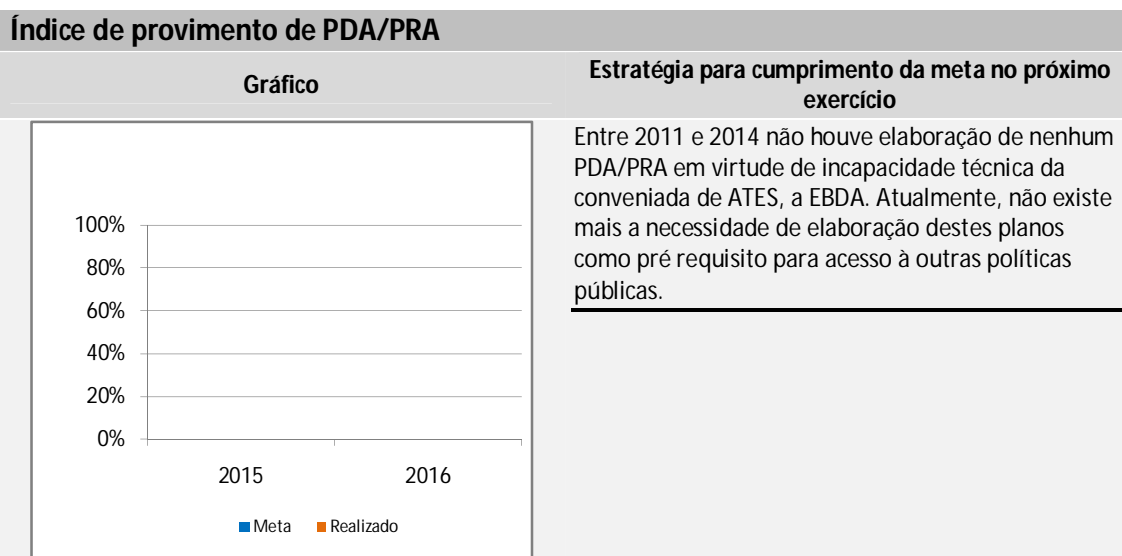 Índice de provimento de PDA/PRA
Gráfico
Estratégia para cumprimento da meta no próximo
exercício
100%
80%
60%
40%
20%
0%
2015 2016
Meta Realizado
Entre 2011 e 2014 não houve elaboração de nenhum
PDA/PRA em virtude de incapacidade técnica da
conveniada de ATES, a EBDA. Atualmente, não existe
mais a necessidade de elaboração destes planos
como pré requisito para acesso à outras políticas
públicas.